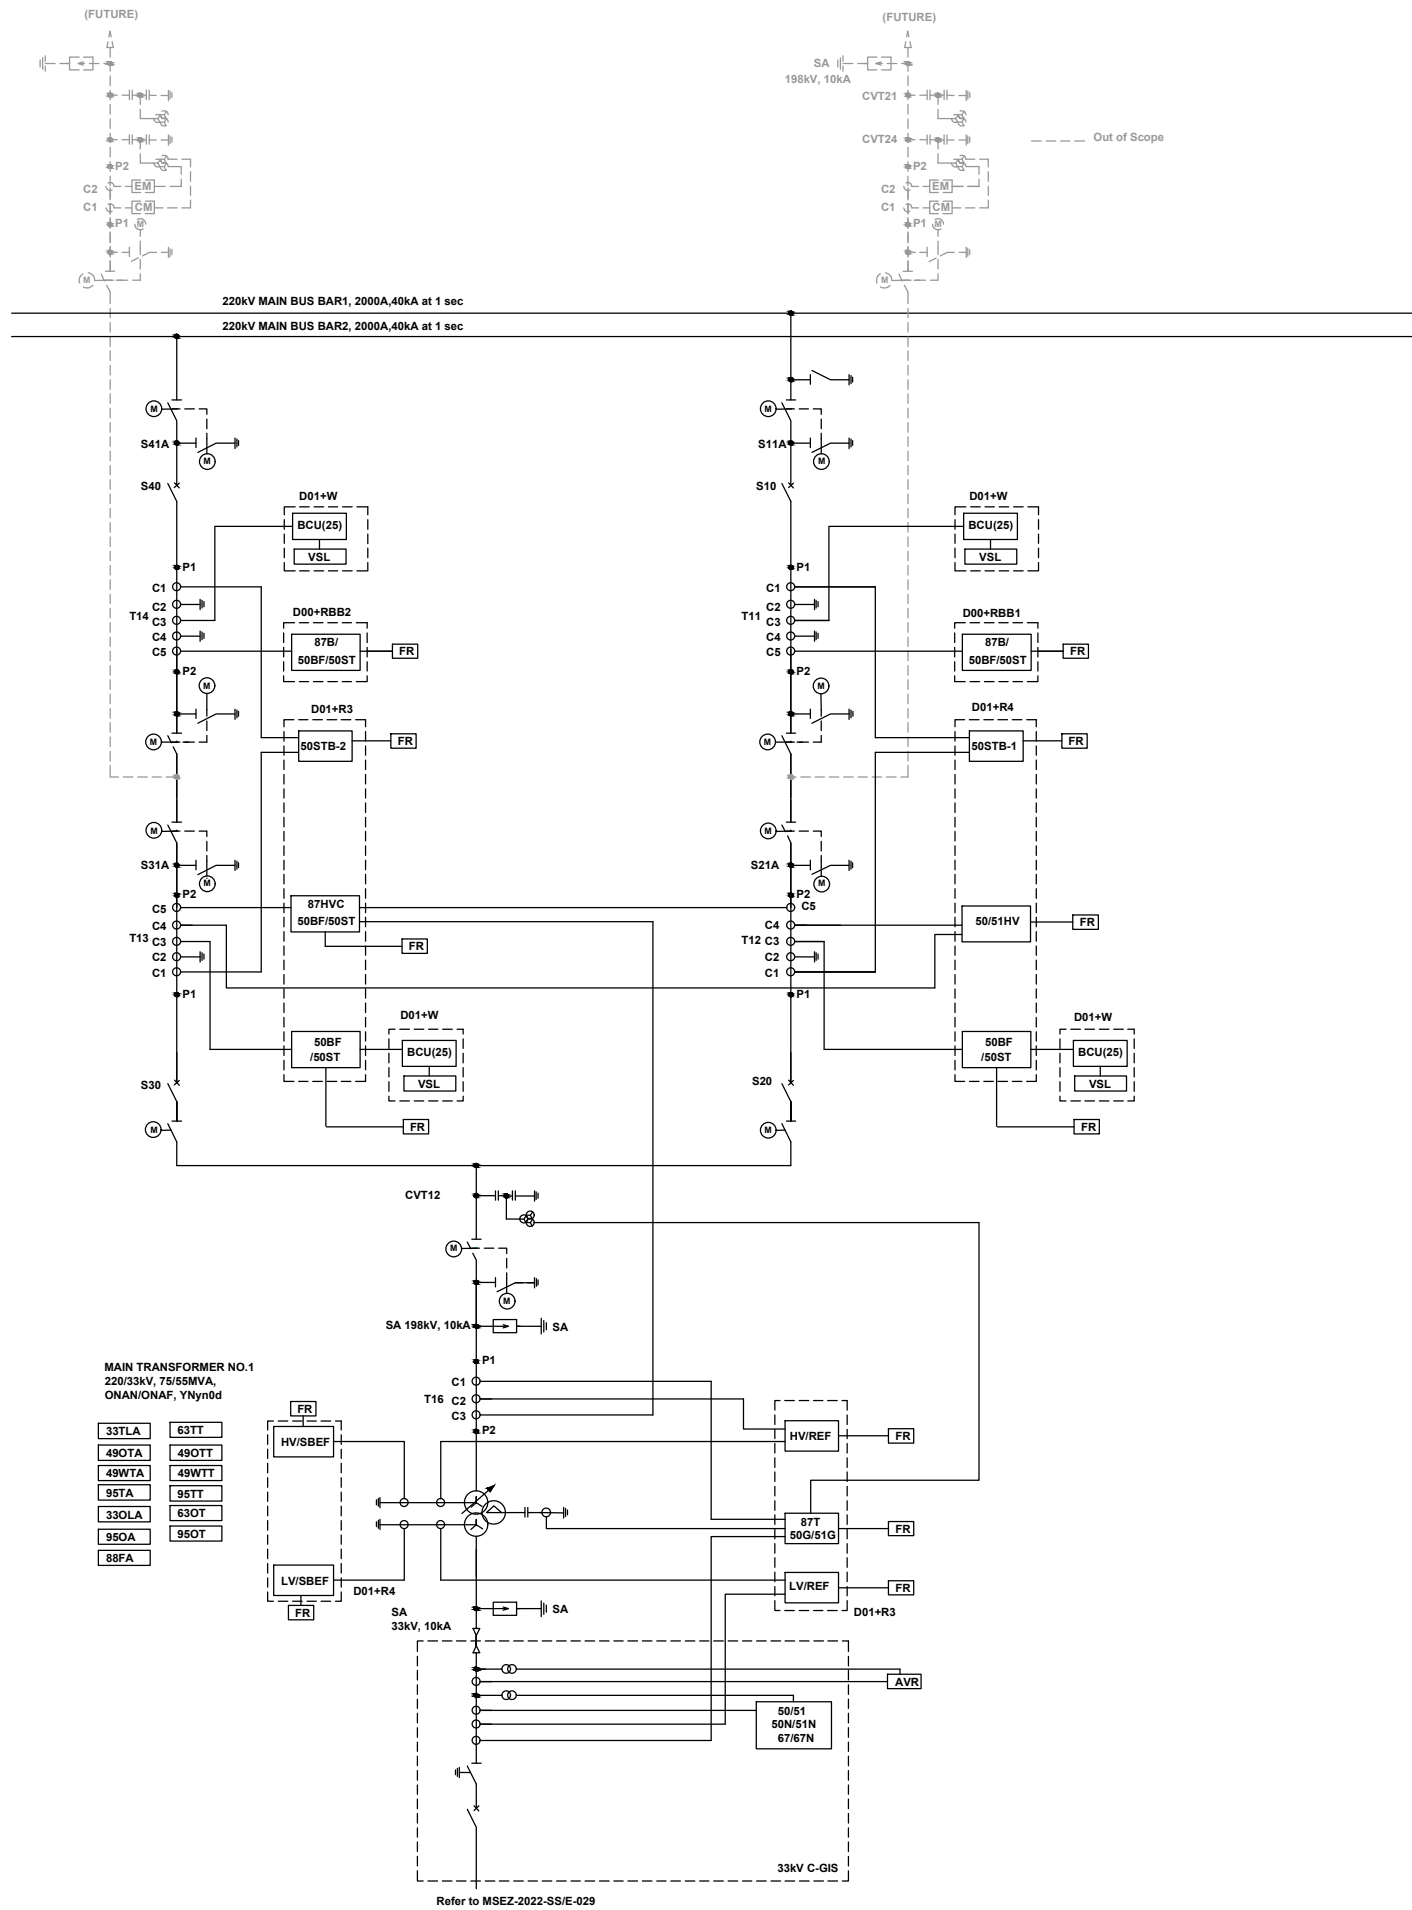 (FUTURE)
(FUTURE)
SA
198kV, 10kA
CVT21
CVT24
Out of Scope
P2
P2
C2
EM
C2
EM
C1
CM
C1
CM
P1
M
P1
M
M
M
220kV MAIN BUS BAR1, 2000A,40kA at 1 sec
220kV MAIN BUS BAR2, 2000A,40kA at 1 sec
M
M
S41A
M
S11A
M
S40
S10
D01+W
D01+W
BCU(25)
BCU(25)
VSL
VSL
P1
P1
C1
C1
C2
C2
T14
C3
T11
C3
C4
C4
C5
C5
D00+RBB2
D00+RBB1
87B/
50BF/50ST
FR
87B/
50BF/50ST
FR
P2
P2
M
M
D01+R3
D01+R4
M
50STB-2
FR
M
50STB-1
FR
M
M
S31A
M
S21A
M
P2
P2
C5
C5
87HVC
50BF/50ST
FR
C4
C4
T13
C3
T12
C3
50/51HV
FR
C2
C2
C1
C1
P1
P1
D01+W
D01+W
50BF
/50ST
BCU(25)
VSL
50BF
/50ST
BCU(25)
VSL
S30
S20
M
FR
M
FR
CVT12
M
M
SA 198kV, 10kA
SA
P1
MAIN TRANSFORMER NO.1
220/33kV, 75/55MVA,
ONAN/ONAF, YNyn0d
C1
T16
C2
C3
P2
33TLA
63TT
49OTA
49OTT
49WTA
49WTT
95TA
95TT
33OLA
63OT
95OA
95OT
88FA
FR
HV/SBEF
HV/REF
FR
87T
50G/51G
FR
LV/SBEF
FR
D01+R4
LV/REF
FR
D01+R3
SA
33kV, 10kA
SA
AVR
50/51
50N/51N
67/67N
33kV C-GIS
Refer to MSEZ-2022-SS/E-029